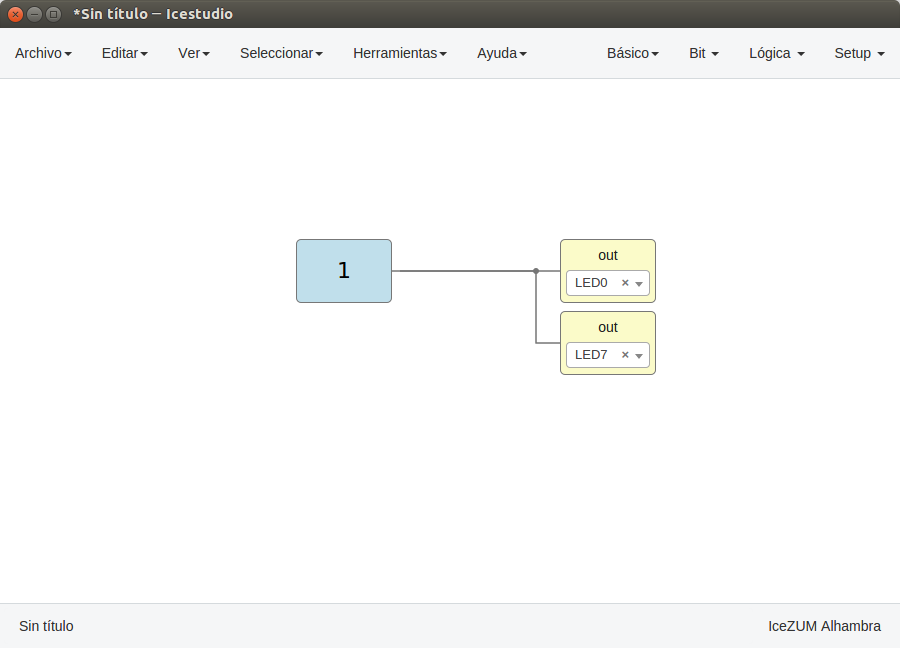 *Sin título — Icestudio
Archivo Editar Ver Seleccionar Herramientas Ayuda Básico Bit Lógica Setup
1
out
LED0 ×
out
LED7 ×
Sin título IceZUM Alhambra